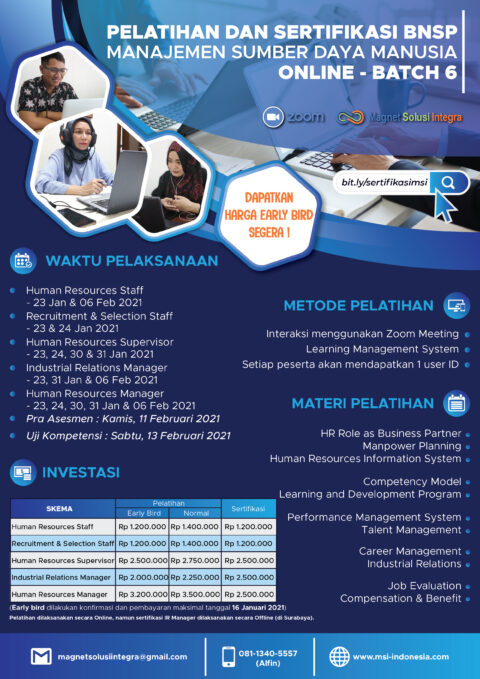 PELATIHAN DAN SERTIFIKASI BNSP
MANAJEMEN SUMBER DAYA MANUSIA
ONLINE - BATCH 6
zoom
Magnet Solusi Integra
bit.ly/sertifikasimsi
DAPATKAN
HARGA EARLY BIRD
SEGERA !
WAKTU PELAKSANAAN
Human Resources Staff
- 23 Jan & 06 Feb 2021
Recruitment & Selection Staff
- 23 & 24 Jan 2021
Human Resources Supervisor
- 23, 24, 30 & 31 Jan 2021
Industrial Relations Manager
- 23, 31 Jan & 06 Feb 2021
Human Resources Manager
- 23, 24, 30, 31 Jan & 06 Feb 2021
Pra Asesmen : Kamis, 11 Februari 2021
Uji Kompetensi : Sabtu, 13 Februari 2021
METODE PELATIHAN
Interaksi menggunakan Zoom Meeting
Learning Management System
Setiap peserta akan mendapatkan 1 user ID
MATERI PELATIHAN
HR Role as Business Partner
Manpower Planning
Human Resources Information System
Competency Model
Learning and Development Program
Performance Management System
Talent Management
Career Management
Industrial Relations
Job Evaluation
Compensation & Benefit
INVESTASI
SKEMA Pelatihan Sertifikasi
Early Bird Normal
Human Resources Staff Rp 1.200.000 Rp 1.400.000 Rp 1.200.000
Recruitment & Selection Staff Rp 1.200.000 Rp 1.400.000 Rp 1.200.000
Human Resources Supervisor Rp 2.500.000 Rp 2.750.000 Rp 2.500.000
Industrial Relations Manager Rp 2.000.000 Rp 2.250.000 Rp 2.500.000
Human Resources Manager Rp 3.200.000 Rp 3.500.000 Rp 2.500.000
(Early bird dilakukan konfirmasi dan pembayaran maksimal tanggal 16 Januari 2021)
Pelatihan dilaksanakan secara Online, namun sertifikasi IR Manager dilaksanakan secara Offline (di Surabaya).
magnetsolusiintegra@gmail.com
081-1340-5557
(Alfin)
www.msi-indonesia.com